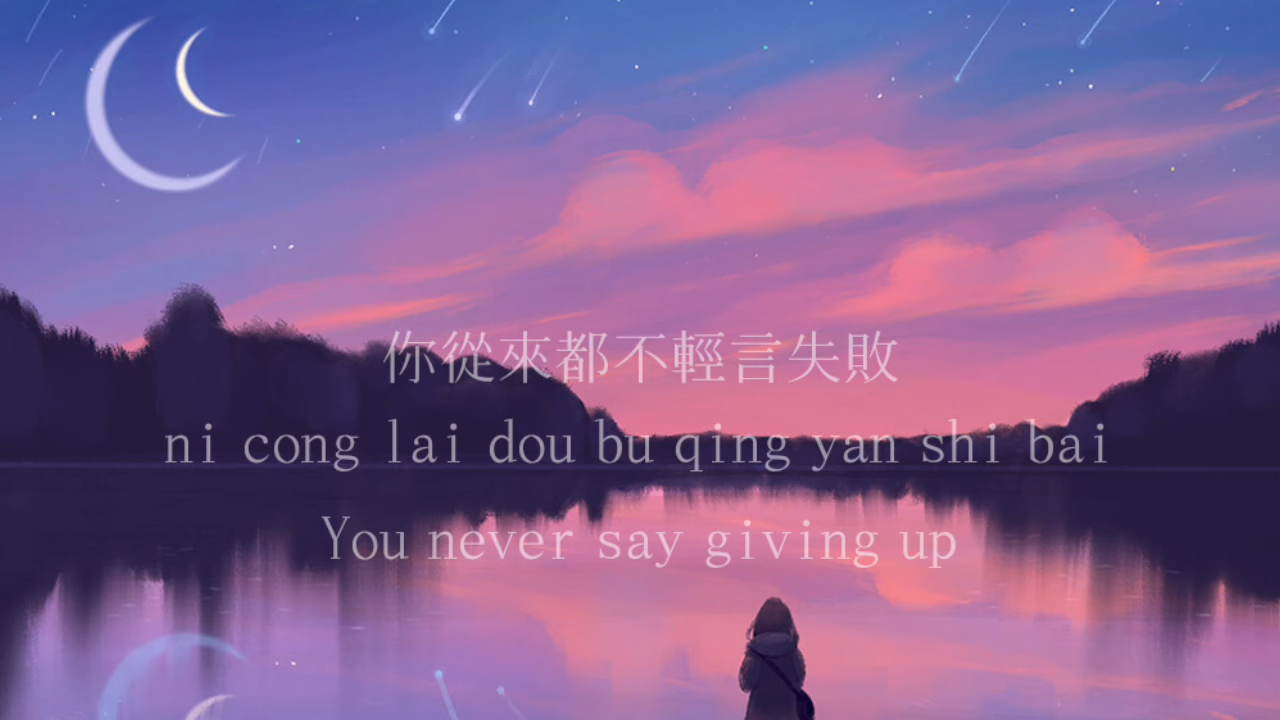 你從來都不輕言失敗
ni cong lai dou bu qing yan shi bai
You never say giving up